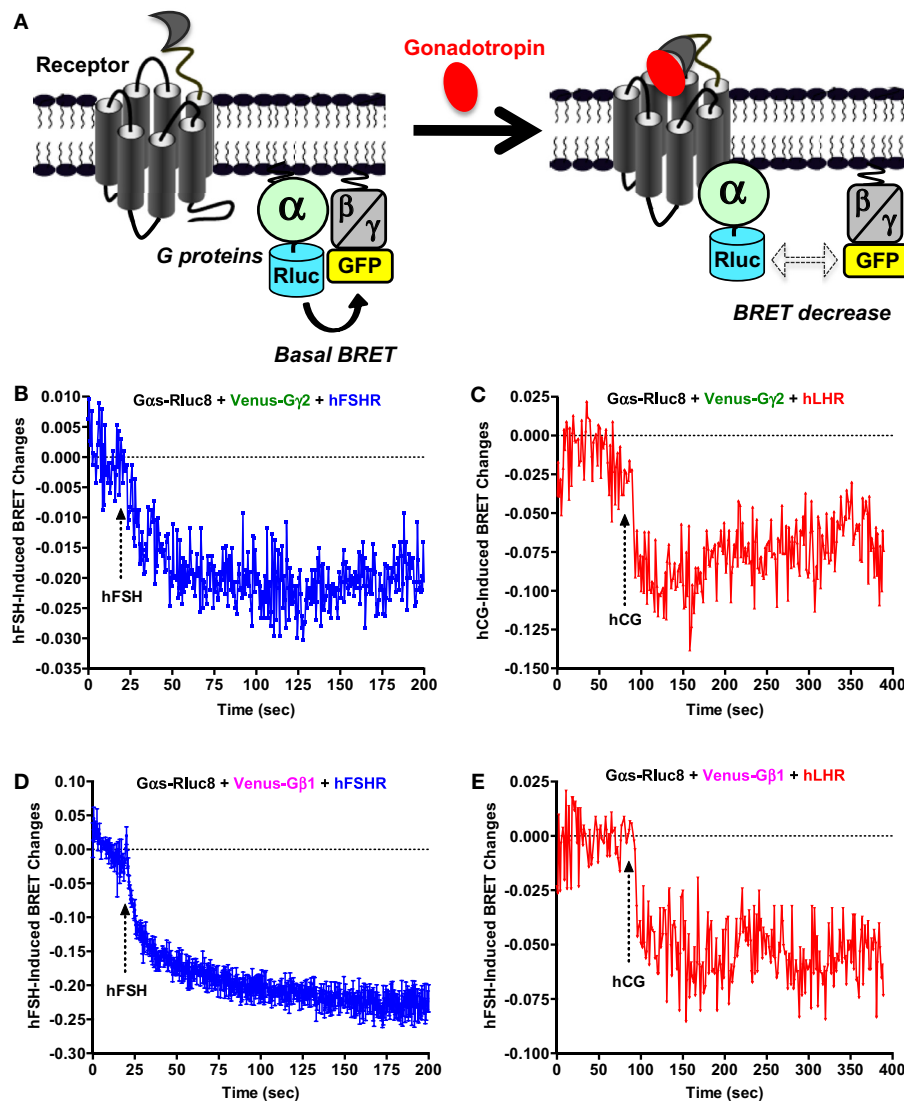 A
Receptor
Gonadotropin
α
β
γ
G proteins
Rluc
GFP
Basal BRET
α
β
γ
Rluc
GFP
BRET decrease
B
Gαs-Rluc8 + Venus-Gγ2 + hFSHR
hFSH-Induced BRET Changes
0.010
0.005
0.000
-0.005
-0.010
-0.015
-0.020
-0.025
-0.030
-0.035
hFSH
0 25 50 75 100 125 150 175 200
Time (sec)
C
Gαs-Rluc8 + Venus-Gγ2 + hLHR
hCG-Induced BRET Changes
0.025
0.000
-0.025
-0.050
-0.075
-0.100
-0.125
-0.150
hCG
0 50 100 150 200 250 300 350 400
Time (sec)
D
Gαs-Rluc8 + Venus-Gβ1 + hFSHR
hFSH-Induced BRET Changes
0.10
0.05
0.00
-0.05
-0.10
-0.15
-0.20
-0.25
-0.30
hFSH
0 25 50 75 100 125 150 175 200
Time (sec)
E
Gαs-Rluc8 + Venus-Gβ1 + hLHR
hFSH-Induced BRET Changes
0.025
0.000
-0.025
-0.050
-0.075
-0.100
hCG
0 50 100 150 200 250 300 350 400
Time (sec)